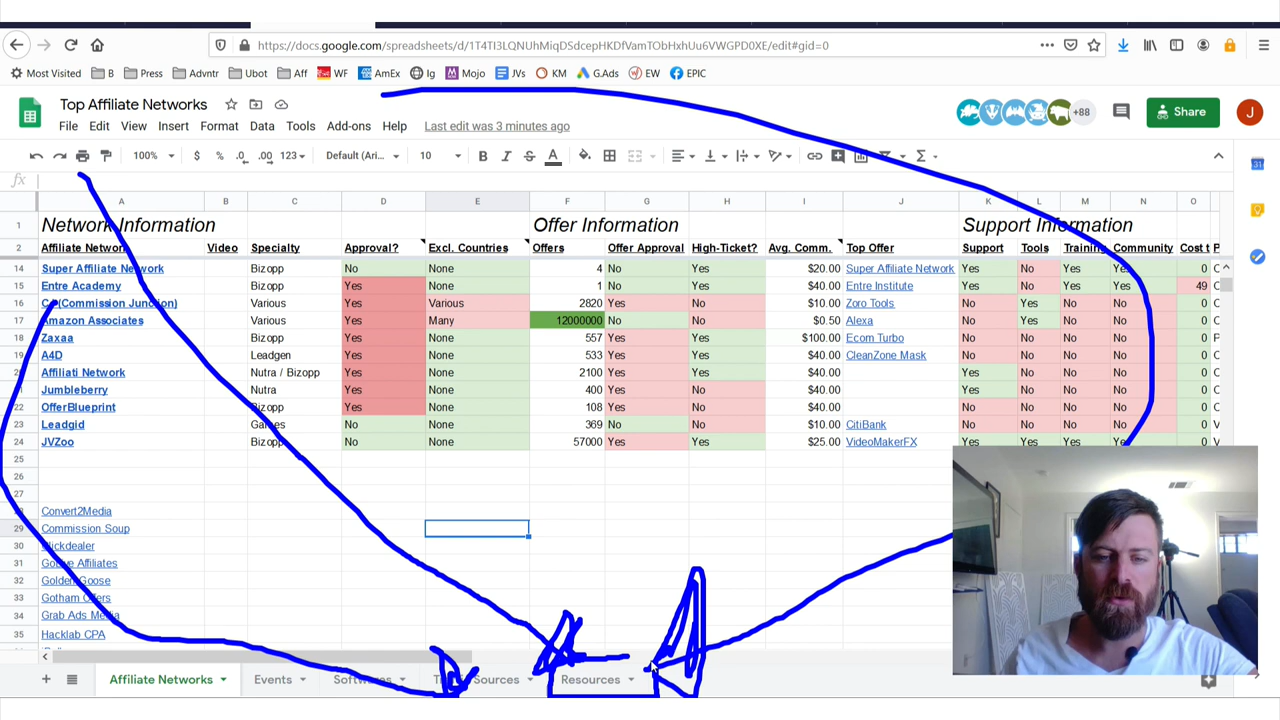 https://docs.google.com/spreadsheets/d/1T4TI3LQNUhMiqDSdcepHKDfVamTObHxhUu6VWGPD0XE/edit#gid=0
Most Visited B Press Advntr Ubot Aff WF AmEx Ig Mojo JVs KM G.Ads EW EPIC
Top Affiliate Networks +88 Share J
File Edit View Insert Format Data Tools Add-ons Help Last edit was 3 minutes ago
100% $ % .0 .00 123 Default (Ari... 10 B I S A Σ
fx
A B C D E F G H I J K L M N O
1 Network Information Offer Information Support Information
2 Affiliate Network Video Specialty Approval? Excl. Countries Offers Offer Approval High-Ticket? Avg. Comm. Top Offer Support Tools Training Community Cost t P
14 Super Affiliate Network Bizopp No None 4 No Yes $20.00 Super Affiliate Network Yes No Yes Yes 0 C
15 Entre Academy Bizopp Yes None 1 No Yes $40.00 Entre Institute Yes No Yes Yes 49 C
16 CJ (Commission Junction) Various Yes Various 2820 Yes No $10.00 Zoro Tools No Yes No No 0 C
17 Amazon Associates Various Yes Many 12000000 No No $0.50 Alexa No Yes No No 0 C
18 Zaxaa Bizopp Yes None 557 Yes Yes $100.00 Ecom Turbo No No No No 0 P
19 A4D Leadgen Yes None 533 Yes Yes $40.00 CleanZone Mask No No No No 0 C
20 Affiliati Network Nutra / Bizopp Yes None 2100 Yes Yes $40.00 Yes No No No 0 C
21 Jumbleberry Nutra Yes None 400 Yes No $40.00 Yes No No No 0 C
22 OfferBlueprint Bizopp Yes None 108 Yes No $40.00 No No No No 0 C
23 Leadgid Games No None 369 No No $10.00 CitiBank No No No No 0 V
24 JVZoo Bizopp No None 57000 Yes Yes $25.00 VideoMakerFX Yes Yes Yes Yes 0 V
25
26
27
28 Convert2Media
29 Commission Soup
30 Clickdealer
31 Affiliates
32 Golden Goose
33 Gotham Offers
34 Grab Ads Media
35 Hacklab CPA
Affiliate Networks Events Softwares Sources Resources